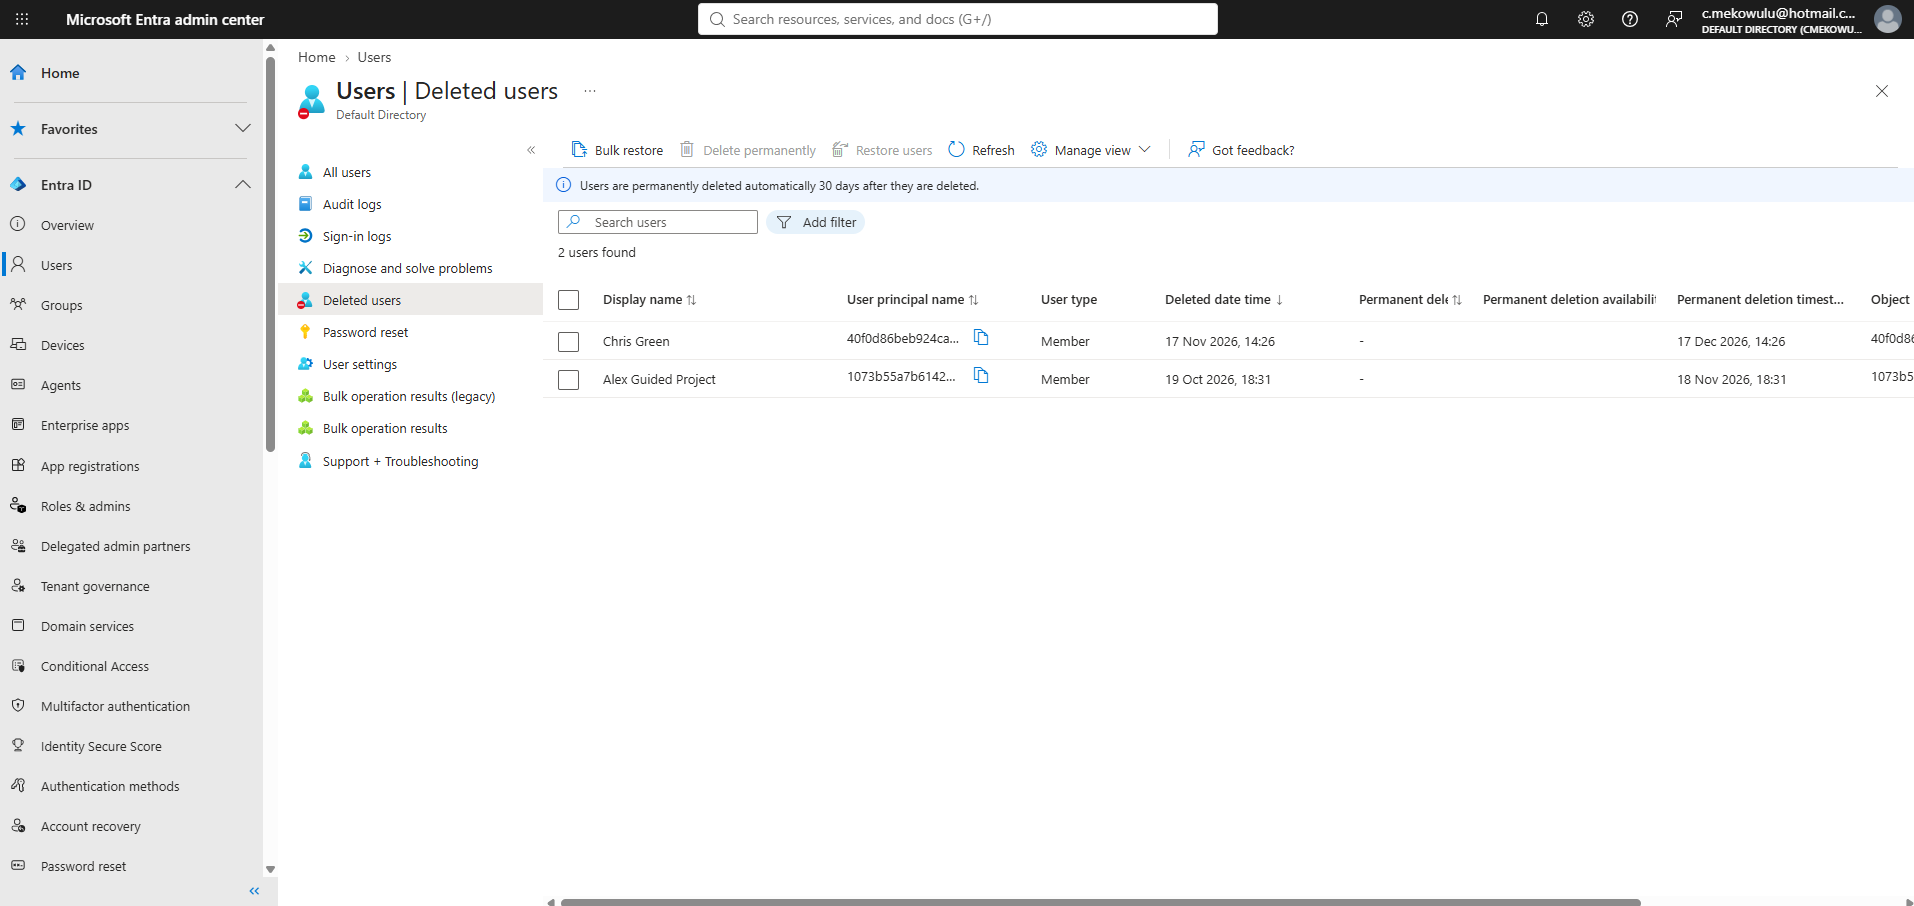 Microsoft Entra admin center
Search resources, services, and docs (G+/)
c.mekowulu@hotmail.c...
DEFAULT DIRECTORY (CMEKOWU...
Home
Favorites
Entra ID
Overview
Users
Groups
Devices
Agents
Enterprise apps
App registrations
Roles & admins
Delegated admin partners
Tenant governance
Domain services
Conditional Access
Multifactor authentication
Identity Secure Score
Authentication methods
Account recovery
Password reset
Home > Users
Users | Deleted users ...
Default Directory
All users
Audit logs
Sign-in logs
Diagnose and solve problems
Deleted users
Password reset
User settings
Bulk operation results (legacy)
Bulk operation results
Support + Troubleshooting
Bulk restore Delete permanently Restore users Refresh Manage view Got feedback?
Users are permanently deleted automatically 30 days after they are deleted.
Search users Add filter
2 users found
Display name User principal name User type Deleted date time Permanent dele Permanent deletion availabili Permanent deletion timest... Object
Chris Green 40f0d86beb924ca... Member 17 Nov 2026, 14:26 - 17 Dec 2026, 14:26 40f0d86
Alex Guided Project 1073b55a7b6142... Member 19 Oct 2026, 18:31 - 18 Nov 2026, 18:31 1073b5